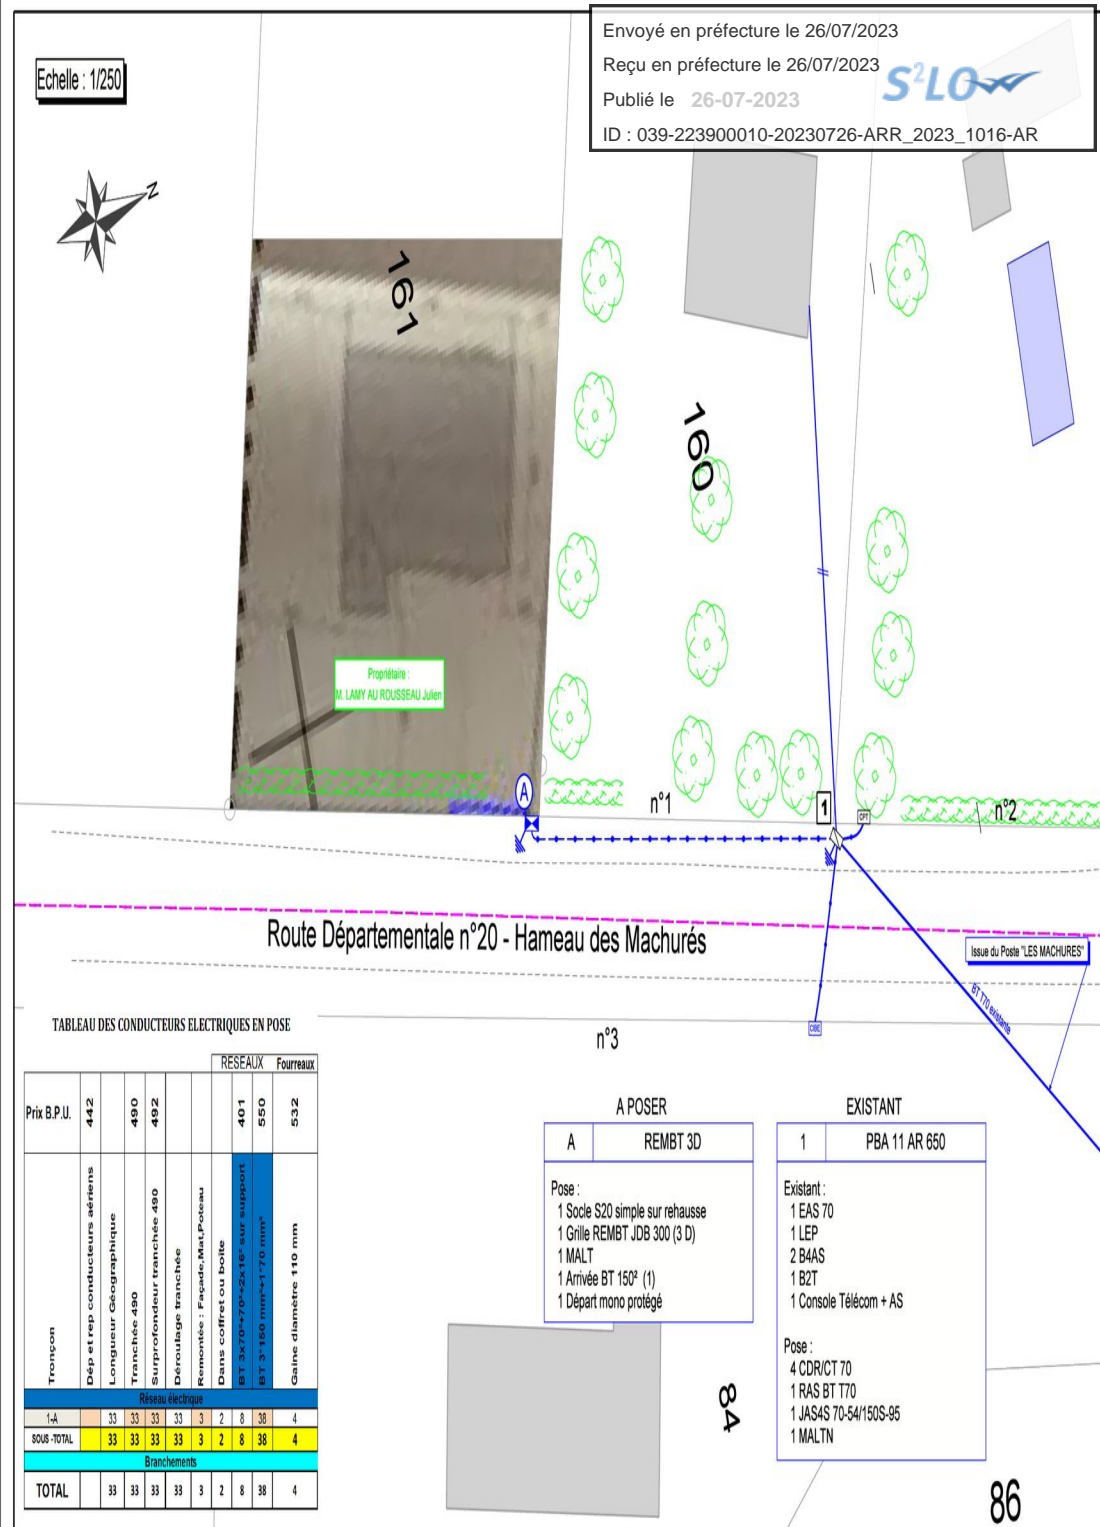 Envoyé en préfecture le 26/07/2023
Reçu en préfecture le 26/07/2023
Publié le 26-07-2023
S²LO
ID : 039-223900010-20230726-ARR_2023_1016-AR
Echelle : 1/250
N
161
160
Propriétaire :
M. LAMY AU ROUSSEAU Julien
A
n°1
1
CPT
n°2
Route Départementale n°20 - Hameau des Machurés
Issue du Poste "LES MACHURES"
BT T70 existante
CIBE
n°3
TABLEAU DES CONDUCTEURS ELECTRIQUES EN POSE
RESEAUX Fourreaux
Prix B.P.U. 442 490 492 401 550 532
Tronçon
Dép et rep conducteurs aériens
Longueur Géographique
Tranchée 490
Surprofondeur tranchée 490
Déroulage tranchée
Remontée : Façade,Mat,Poteau
Dans coffret ou boîte
BT 3x70²+70²+2x16² sur support
BT 3*150 mm²+1*70 mm²
Gaine diamètre 110 mm
Réseau électrique
1-A 33 33 33 33 3 2 8 38 4
SOUS -TOTAL 33 33 33 33 3 2 8 38 4
Branchements
TOTAL 33 33 33 33 3 2 8 38 4
A POSER
A REMBT 3D
Pose :
1 Socle S20 simple sur rehausse
1 Grille REMBT JDB 300 (3 D)
1 MALT
1 Arrivée BT 150² (1)
1 Départ mono protégé
EXISTANT
1 PBA 11 AR 650
Existant :
1 EAS 70
1 LEP
2 B4AS
1 B2T
1 Console Télécom + AS
Pose :
4 CDR/CT 70
1 RAS BT T70
1 JAS4S 70-54/150S-95
1 MALTN
84
86